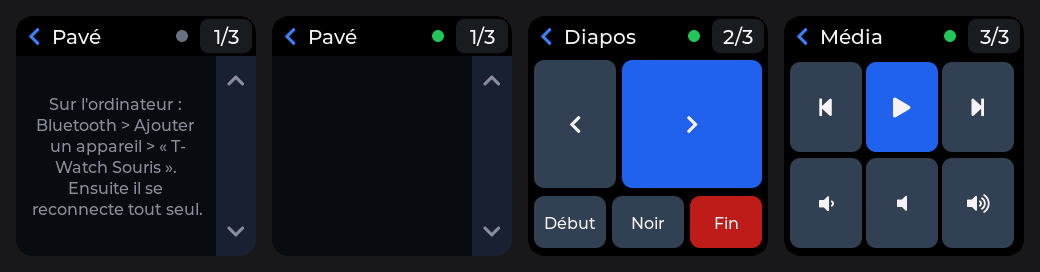 Pavé 1/3
Sur l'ordinateur :
Bluetooth > Ajouter
un appareil > « T-
Watch Souris ».
Ensuite il se
reconnecte tout seul.
Pavé 1/3
Diapos 2/3
Début Noir Fin
Média 3/3